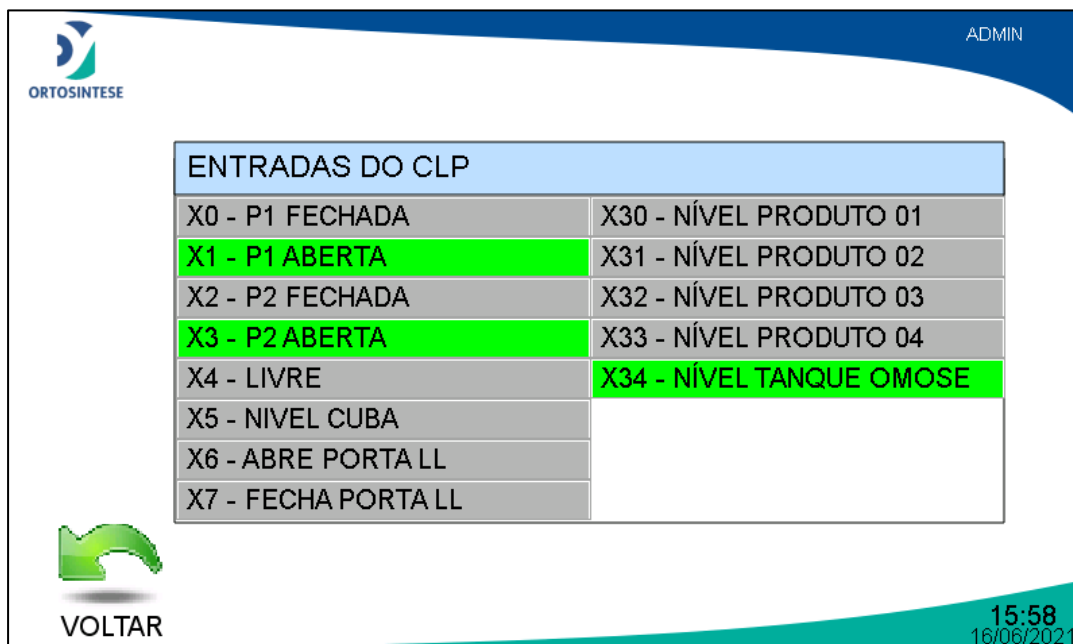 ADMIN
ORTOSINTESE
ENTRADAS DO CLP
X0 - P1 FECHADA
X1 - P1 ABERTA
X2 - P2 FECHADA
X3 - P2 ABERTA
X4 - LIVRE
X5 - NIVEL CUBA
X6 - ABRE PORTA LL
X7 - FECHA PORTA LL
X30 - NÍVEL PRODUTO 01
X31 - NÍVEL PRODUTO 02
X32 - NÍVEL PRODUTO 03
X33 - NÍVEL PRODUTO 04
X34 - NÍVEL TANQUE OMOSE
VOLTAR
15:58
16/06/2021